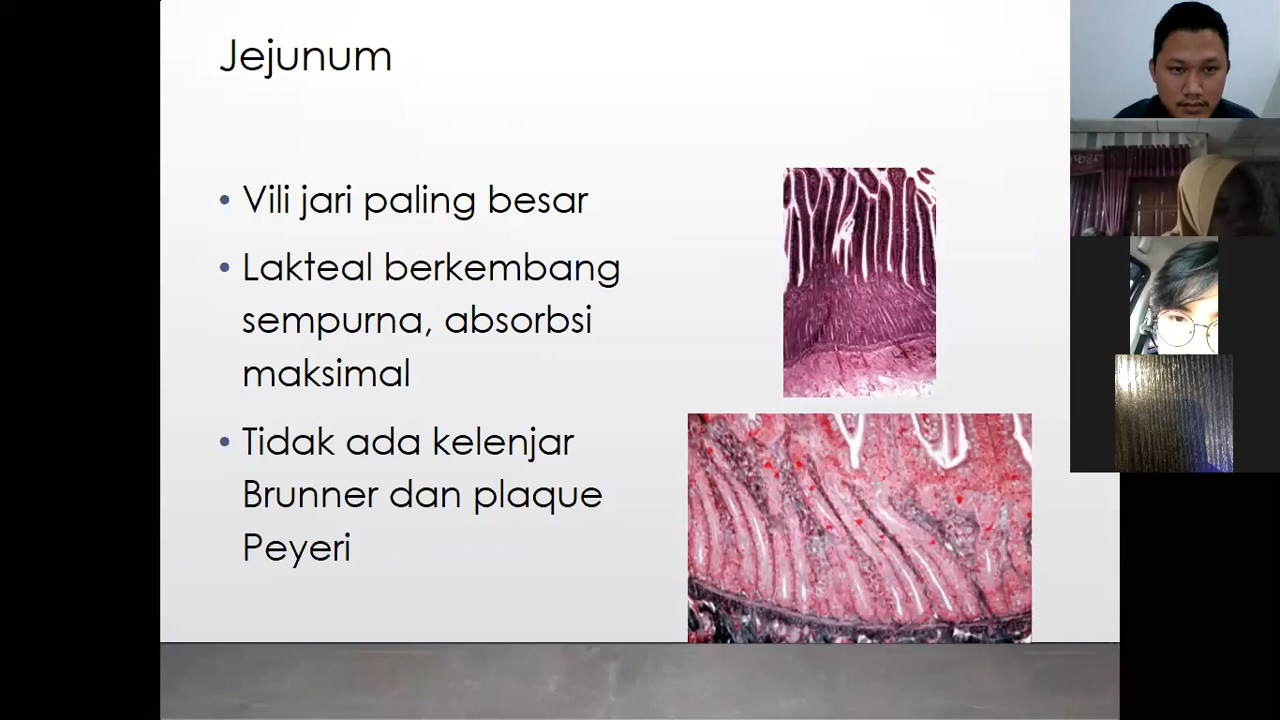 Jejunum
• Vili jari paling besar
• Lakteal berkembang
sempurna, absorbsi
maksimal
• Tidak ada kelenjar
Brunner dan plaque
Peyeri